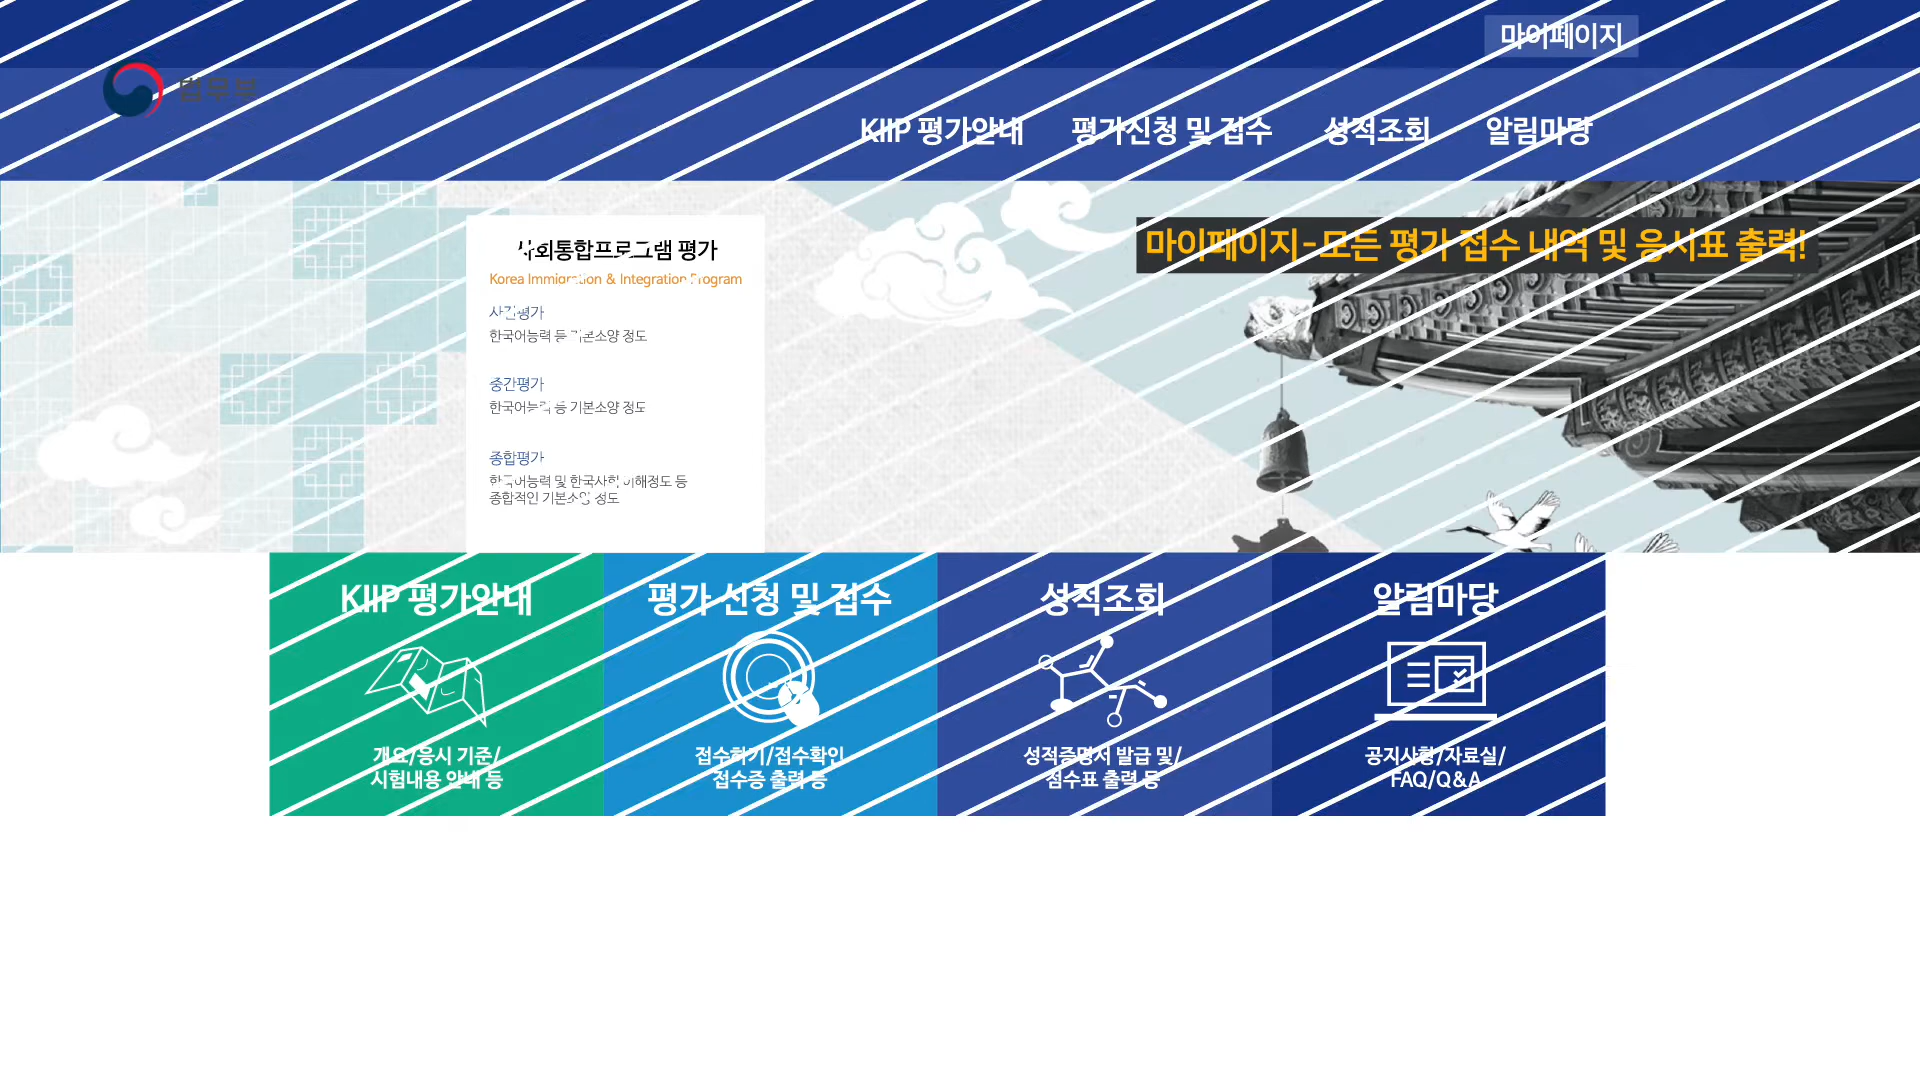 마이페이지
법무부
KIIP 평가안내 평가신청 및 접수 성적조회 알림마당
마이페이지-모든 평가 접수 내역 및 응시표 출력!
사회통합프로그램 평가
Korea Immigration & Integration Program
사전평가
한국어능력 등 기본소양 정도
중간평가
한국어능력 등 기본소양 정도
종합평가
한국어능력 및 한국사회 이해정도 등
종합적인 기본소양 정도
KIIP 평가안내
개요/응시 기준/
시험내용 안내 등
평가 신청 및 접수
접수하기/접수확인
접수증 출력 등
성적조회
성적증명서 발급 및/
점수표 출력 등
알림마당
공지사항/자료실/
FAQ/Q&A